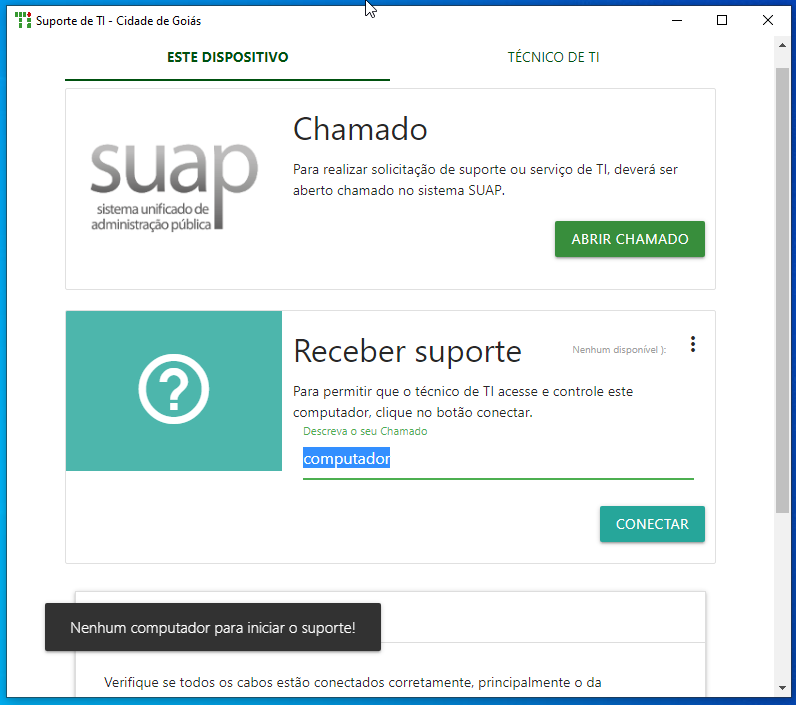 Suporte de TI - Cidade de Goiás
ESTE DISPOSITIVO
TÉCNICO DE TI
suap
sistema unificado de
administração pública
Chamado
Para realizar solicitação de suporte ou serviço de TI, deverá ser
aberto chamado no sistema SUAP.
ABRIR CHAMADO
Receber suporte
Nenhum disponível ):
Para permitir que o técnico de TI acesse e controle este
computador, clique no botão conectar.
Descreva o seu Chamado
computador
CONECTAR
Nenhum computador para iniciar o suporte!
Verifique se todos os cabos estão conectados corretamente, principalmente o da